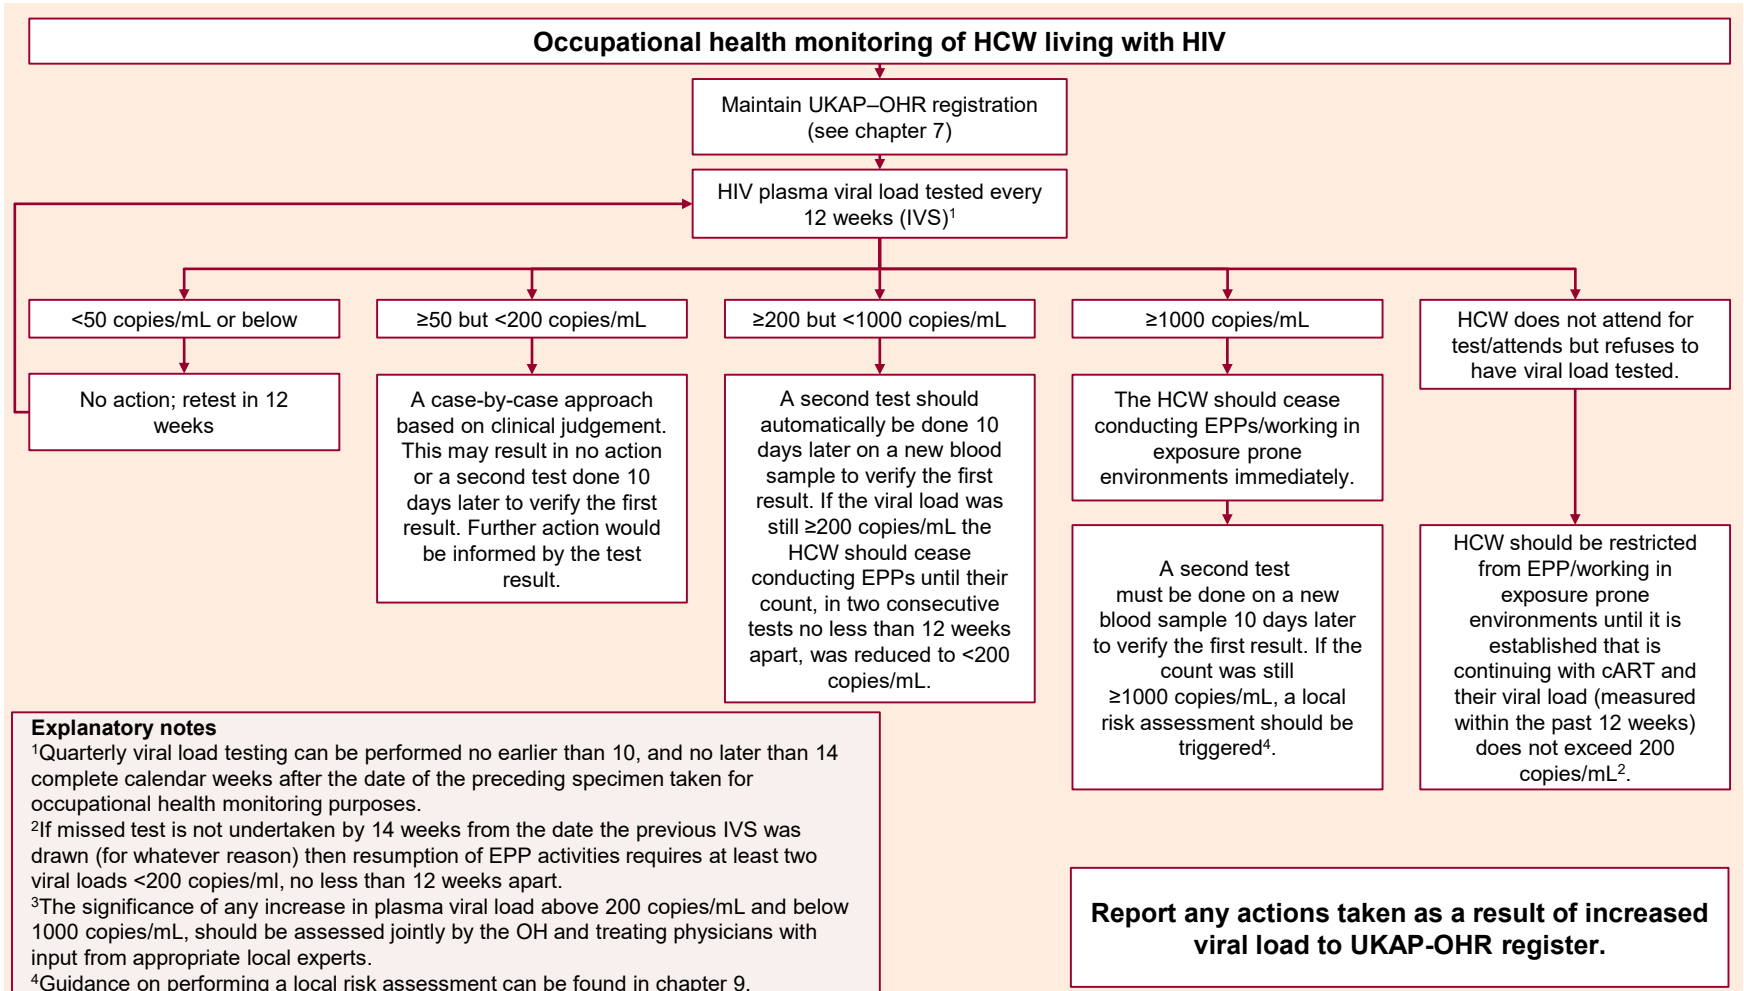 Occupational health monitoring of HCW living with HIV
Maintain UKAP–OHR registration
(see chapter 7)
HIV plasma viral load tested every
12 weeks (IVS)¹
<50 copies/mL or below
No action; retest in 12
weeks
≥50 but <200 copies/mL
A case-by-case approach
based on clinical judgement.
This may result in no action
or a second test done 10
days later to verify the first
result. Further action would
be informed by the test
result.
≥200 but <1000 copies/mL
A second test should
automatically be done 10
days later on a new blood
sample to verify the first
result. If the viral load was
still ≥200 copies/mL the
HCW should cease
conducting EPPs until their
count, in two consecutive
tests no less than 12 weeks
apart, was reduced to <200
copies/mL.
≥1000 copies/mL
The HCW should cease
conducting EPPs/working in
exposure prone
environments immediately.
A second test
must be done on a new
blood sample 10 days later
to verify the first result. If the
count was still
≥1000 copies/mL, a local
risk assessment should be
triggered⁴.
HCW does not attend for
test/attends but refuses to
have viral load tested.
HCW should be restricted
from EPP/working in
exposure prone
environments until it is
established that is
continuing with cART and
their viral load (measured
within the past 12 weeks)
does not exceed 200
copies/mL².
Explanatory notes
¹Quarterly viral load testing can be performed no earlier than 10, and no later than 14
complete calendar weeks after the date of the preceding specimen taken for
occupational health monitoring purposes.
²If missed test is not undertaken by 14 weeks from the date the previous IVS was
drawn (for whatever reason) then resumption of EPP activities requires at least two
viral loads <200 copies/ml, no less than 12 weeks apart.
³The significance of any increase in plasma viral load above 200 copies/mL and below
1000 copies/mL, should be assessed jointly by the OH and treating physicians with
input from appropriate local experts.
⁴Guidance on performing a local risk assessment can be found in chapter 9.
Report any actions taken as a result of increased
viral load to UKAP-OHR register.